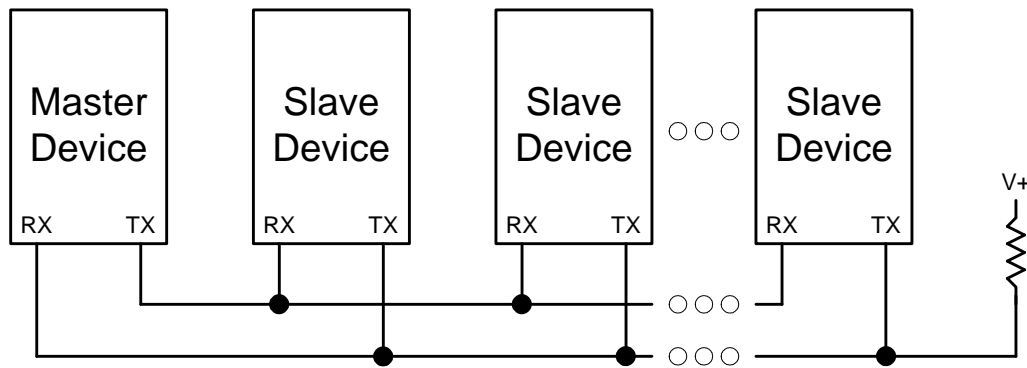 Master
Device
Slave
Device
Slave
Device
Slave
Device
V+
RX TX
RX TX
RX TX
RX TX